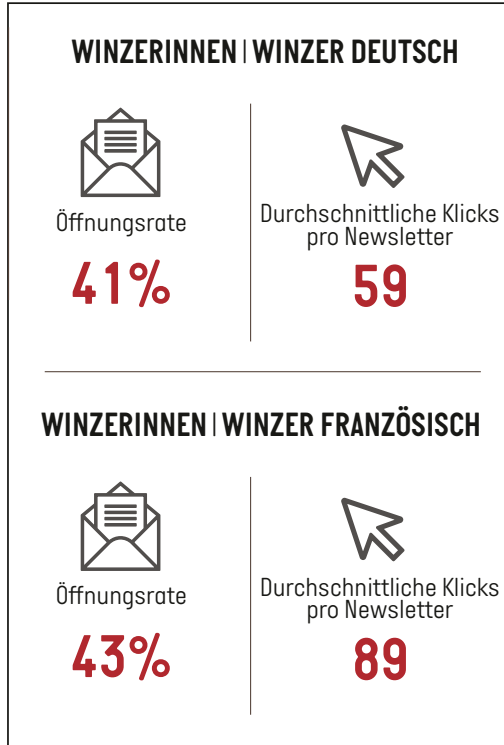 WINZERINNEN | WINZER DEUTSCH
Öffnungsrate
41%
Durchschnittliche Klicks
pro Newsletter
59
WINZERINNEN | WINZER FRANZÖSISCH
Öffnungsrate
43%
Durchschnittliche Klicks
pro Newsletter
89